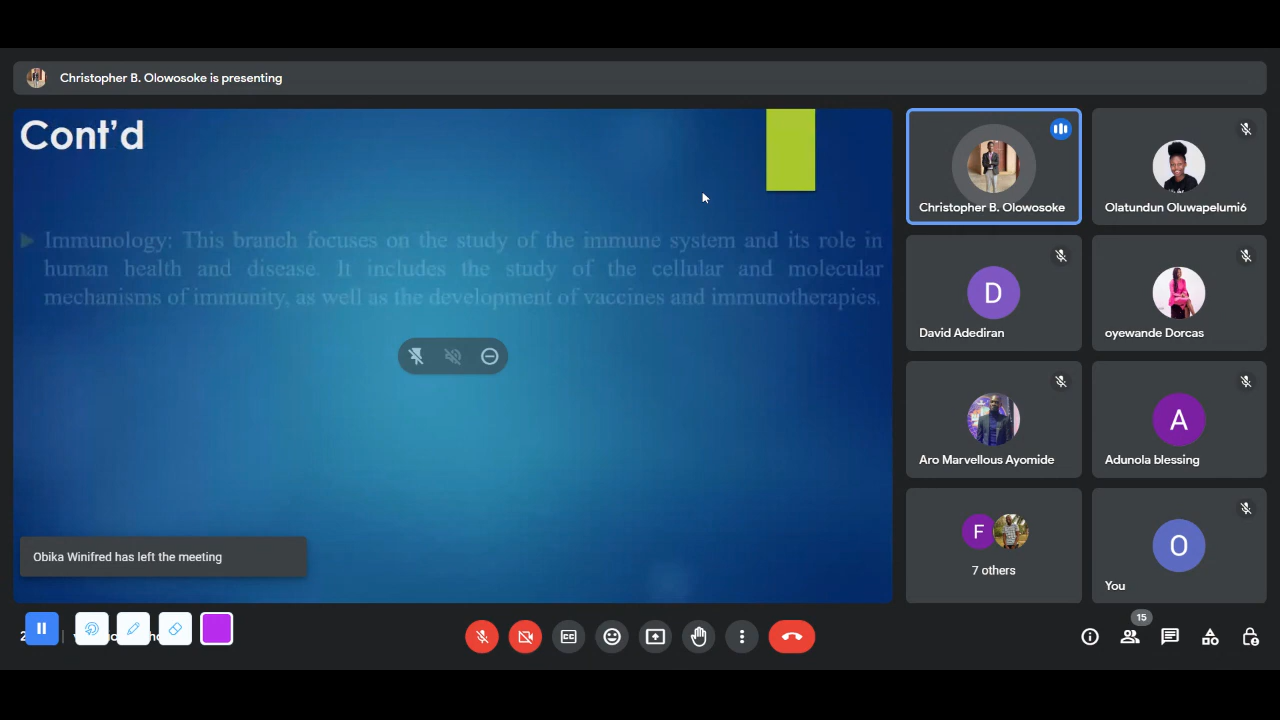 Christopher B. Olowosoke is presenting
Cont'd
Immunology: This branch focuses on the study of the immune system and its role in
human health and disease. It includes the study of the cellular and molecular
mechanisms of immunity, as well as the development of vaccines and immunotherapies.
Obika Winifred has left the meeting
Christopher B. Olowosoke
Olatundun Oluwapelumi6
D
David Adediran
oyewande Dorcas
Aro Marvellous Ayomide
A
Adunola blessing
F
7 others
O
You
CC
15